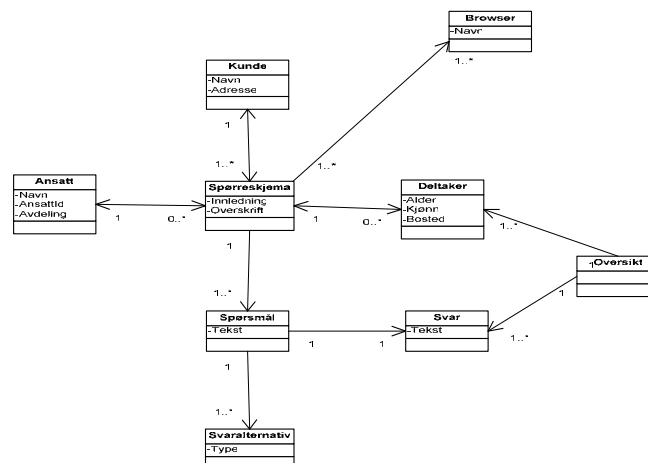 Browser
-Navn
1..*
Kunde
-Navn
-Adresse
1
1..*
1..*
Ansatt
-Navn
-AnsattId
-Avdeling
1
0..*
Spørreskjema
-Innledning
-Overskrift
1
0..*
Deltaker
-Alder
-Kjønn
-Bosted
1..*
1
1
Oversikt
1
1..*
Spørsmål
-Tekst
1
1
Svar
-Tekst
1..*
1
1..*
Svaralternativ
-Type